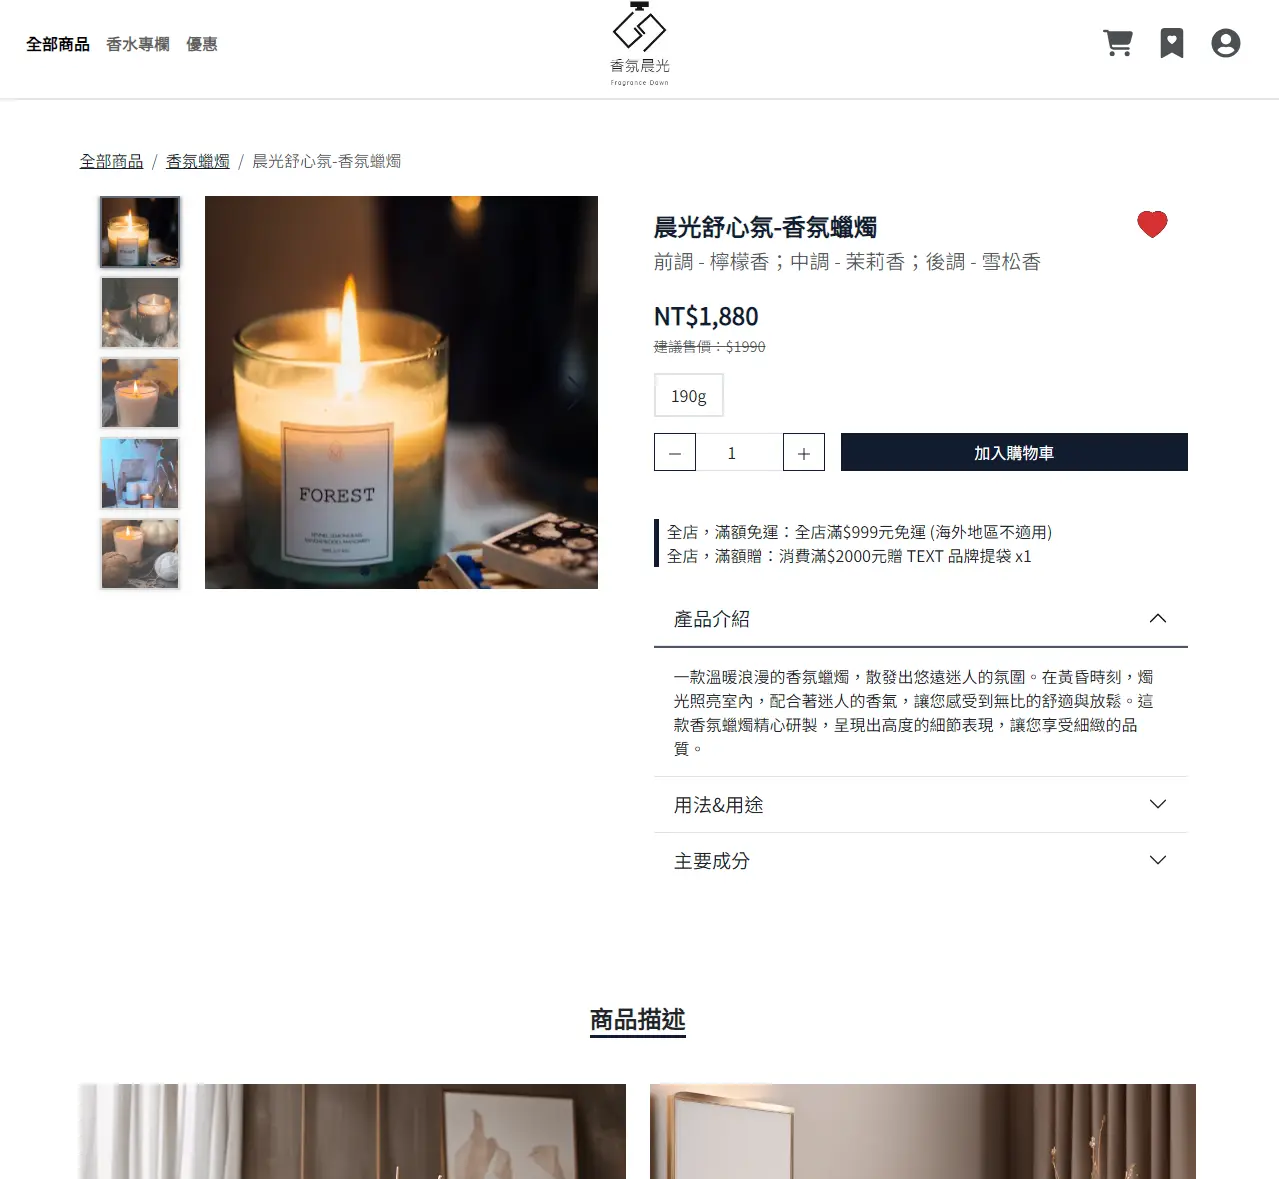 全部商品 香水專欄 優惠
香氛晨光
Fragrance Dawn
全部商品 / 香氛蠟燭 / 晨光舒心氛-香氛蠟燭
晨光舒心氛-香氛蠟燭
前調 - 檸檬香；中調 - 茉莉香；後調 - 雪松香
NT$1,880
建議售價：$1990
190g
— 1 +
加入購物車
FOREST
全店，滿額免運：全店滿$999元免運 (海外地區不適用)
全店，滿額贈：消費滿$2000元贈 TEXT 品牌提袋 x1
產品介紹
一款溫暖浪漫的香氛蠟燭，散發出悠遠迷人的氛圍。在黃昏時刻，燭
光照亮室內，配合著迷人的香氣，讓您感受到無比的舒適與放鬆。這
款香氛蠟燭精心研製，呈現出高度的細節表現，讓您享受細緻的品
質。
用法&用途
主要成分
商品描述